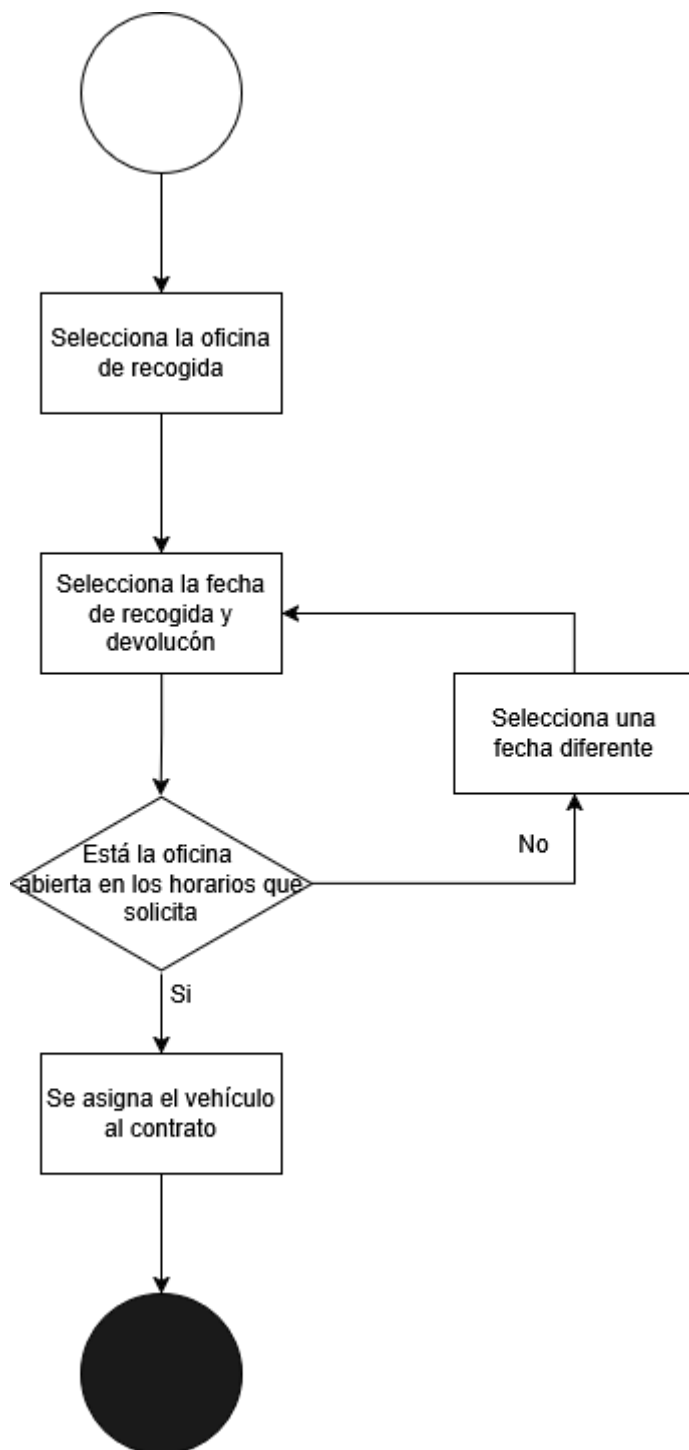 Selecciona la oficina
de recogida
Selecciona la fecha
de recogida y
devolucón
Selecciona una
fecha diferente
Está la oficina
abierta en los horarios que
solicita
No
Si
Se asigna el vehículo
al contrato